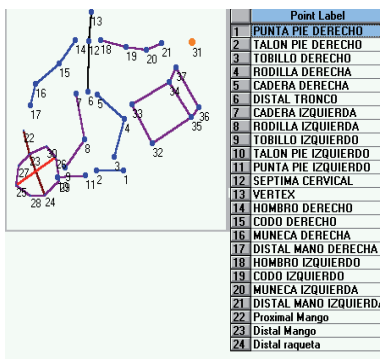 Point Label
1 PUNTA PIE DERECHO
2 TALON PIE DERECHO
3 TOBILLO DERECHO
4 RODILLA DERECHA
5 CADERA DERECHA
6 DISTAL TRONCO
7 CADERA IZQUIERDA
8 RODILLA IZQUIERDA
9 TOBILLO IZQUIERDO
10 TALON PIE IZQUIERDO
11 PUNTA PIE IZQUIERDO
12 SEPTIMA CERVICAL
13 VERTEX
14 HOMBRO DERECHO
15 CODO DERECHO
16 MUNECA DERECHA
17 DISTAL MANO DERECHA
18 HOMBRO IZQUIERDO
19 CODO IZQUIERDO
20 MUNECA IZQUIERDA
21 DISTAL MANO IZQUIERDA
22 Proximal Mango
23 Distal Mango
24 Distal raqueta
13
14 12 18 19 20 21 31
15
16
17
7 6 5
37
34
33
36
35
4
32
8
22
23 30
27 26
25
28 24
9 11
3 1